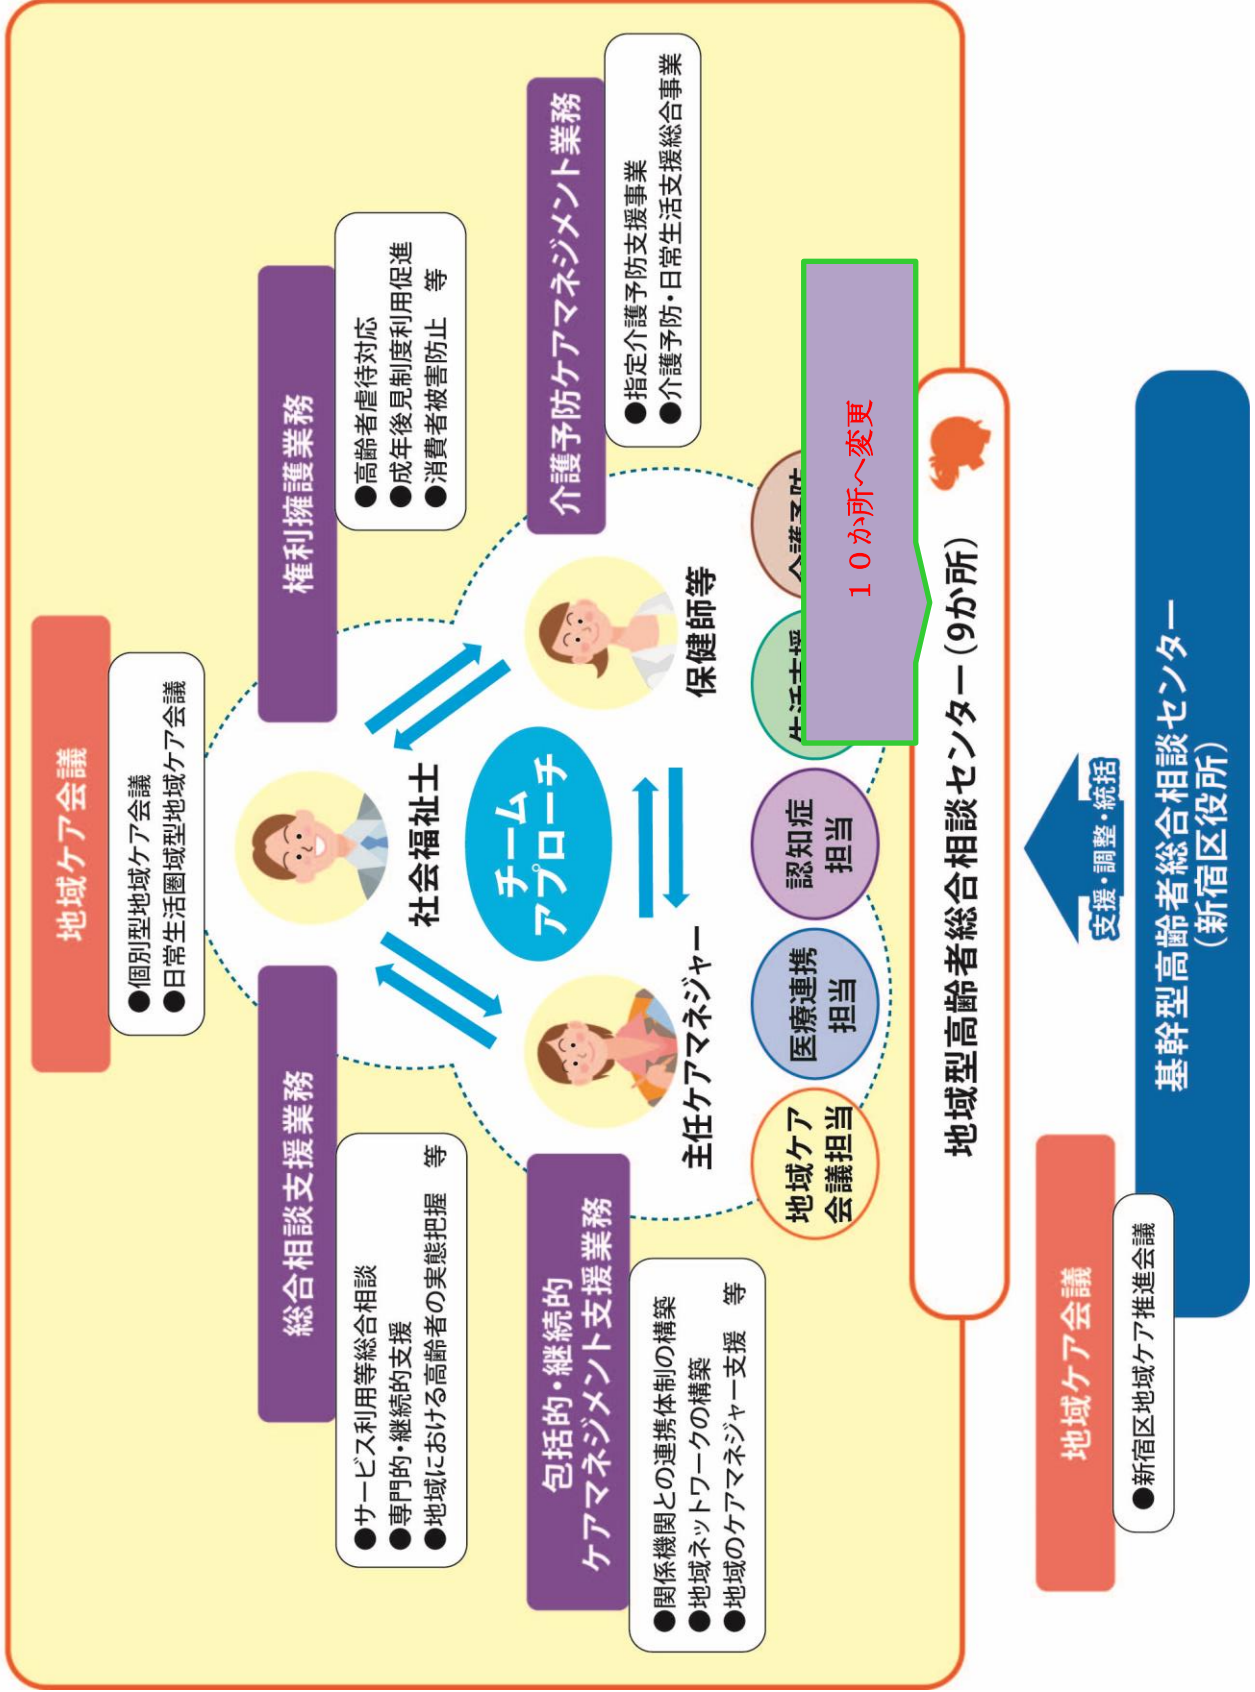 地域ケア会議
●個別型地域ケア会議
●日常生活圏域型地域ケア会議
総合相談支援業務
●サービス利用等総合相談
●専門的・継続的支援
●地域における高齢者の実態把握　等
権利擁護業務
●高齢者虐待対応
●成年後見制度利用促進
●消費者被害防止　等
社会福祉士
チーム
アプローチ
包括的・継続的
ケアマネジメント支援業務
●関係機関との連携体制の構築
●地域ネットワークの構築
●地域のケアマネジャー支援　等
主任ケアマネジャー
保健師等
介護予防ケアマネジメント業務
●指定介護予防支援事業
●介護予防・日常生活支援総合事業
地域ケア
会議担当
医療連携
担当
認知症
担当
生活支援
介護予防
１０か所へ変更
地域型高齢者総合相談センター（9か所）
支援・調整・統括
地域ケア会議
●新宿区地域ケア推進会議
基幹型高齢者総合相談センター
（新宿区役所）